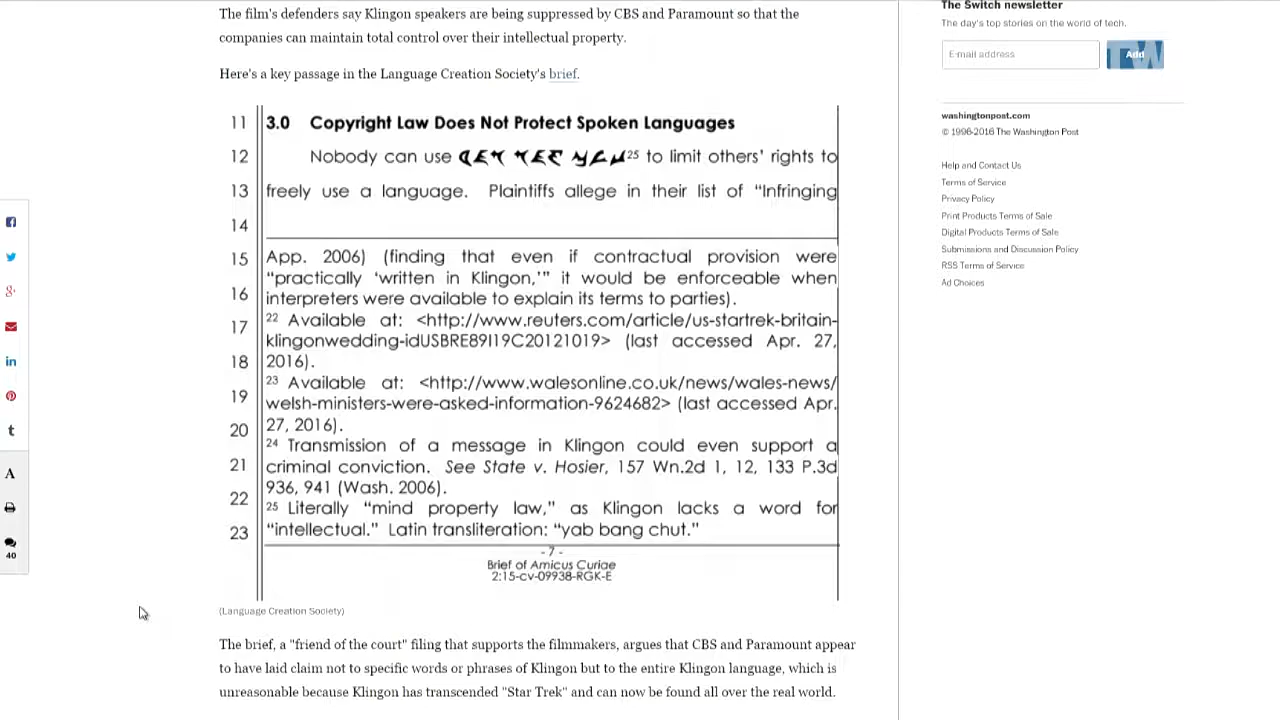 The film's defenders say Klingon speakers are being suppressed by CBS and Paramount so that the
companies can maintain total control over their intellectual property.
Here's a key passage in the Language Creation Society's brief.
11 3.0 Copyright Law Does Not Protect Spoken Languages
12 Nobody can use 25 to limit others' rights to
13 freely use a language. Plaintiffs allege in their list of "Infringing
14
15 App. 2006) (finding that even if contractual provision were
"practically 'written in Klingon,'" it would be enforceable when
16 interpreters were available to explain its terms to parties).
17 22 Available at: <http://www.reuters.com/article/us-startrek-britain-
klingonwedding-idUSBRE89I19C20121019> (last accessed Apr. 27,
18 2016).
19 23 Available at: <http://www.walesonline.co.uk/news/wales-news/
welsh-ministers-were-asked-information-9624682> (last accessed Apr.
20 27, 2016).
24 Transmission of a message in Klingon could even support a
21 criminal conviction. See State v. Hosier, 157 Wn.2d 1, 12, 133 P.3d
22 936, 941 (Wash. 2006).
25 Literally "mind property law," as Klingon lacks a word for
23 "intellectual." Latin transliteration: "yab bang chut."
- 7 -
Brief of Amicus Curiae
2:15-cv-09938-RGK-E
(Language Creation Society)
The brief, a "friend of the court" filing that supports the filmmakers, argues that CBS and Paramount appear
to have laid claim not to specific words or phrases of Klingon but to the entire Klingon language, which is
unreasonable because Klingon has transcended "Star Trek" and can now be found all over the real world.
The Switch newsletter
The day's top stories on the world of tech.
E-mail address
Add
washingtonpost.com
© 1996-2016 The Washington Post
Help and Contact Us
Terms of Service
Privacy Policy
Print Products Terms of Sale
Digital Products Terms of Sale
Submissions and Discussion Policy
RSS Terms of Service
Ad Choices
A
40